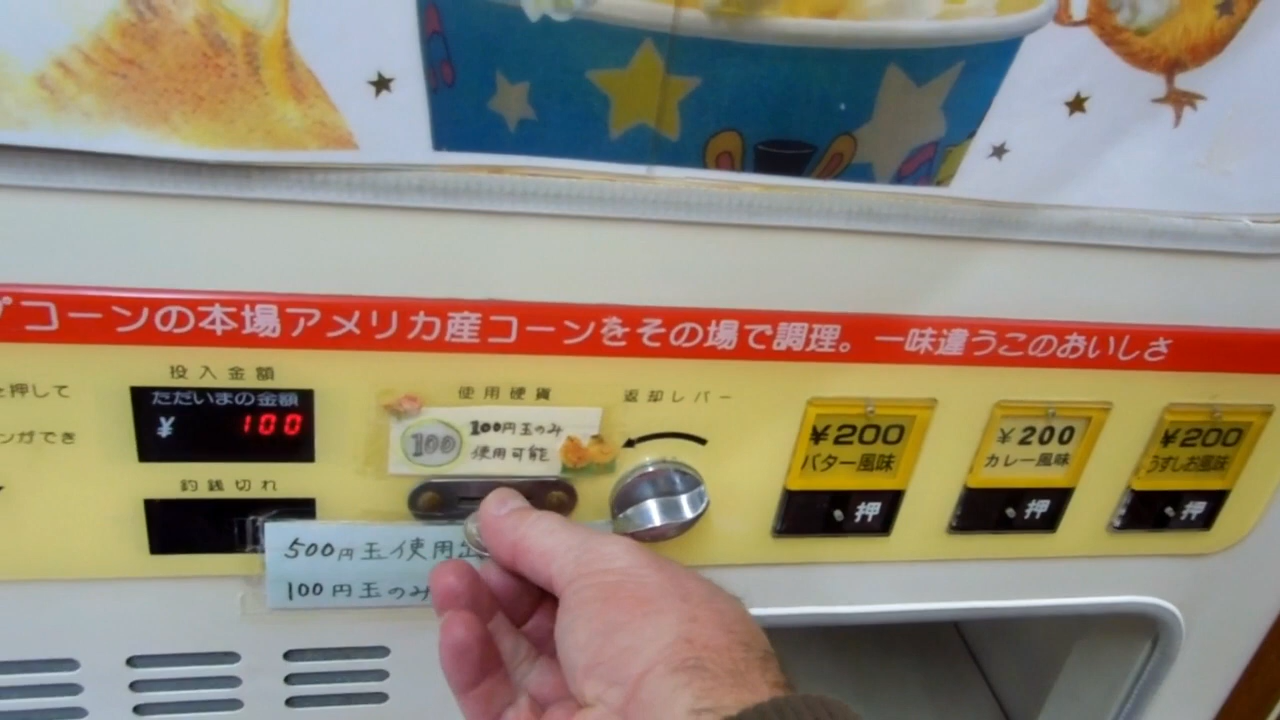 プコーンの本場アメリカ産コーンをその場で調理。一味違うこのおいしさ
を押して
ンができ
投入金額
ただいまの金額
¥ 100
釣銭切れ
使用硬貨
100
100円玉のみ
使用可能
返却レバー
500円玉使用
100円玉のみ
¥200
バター風味
押
¥200
カレー風味
押
¥200
うすしお風味
押